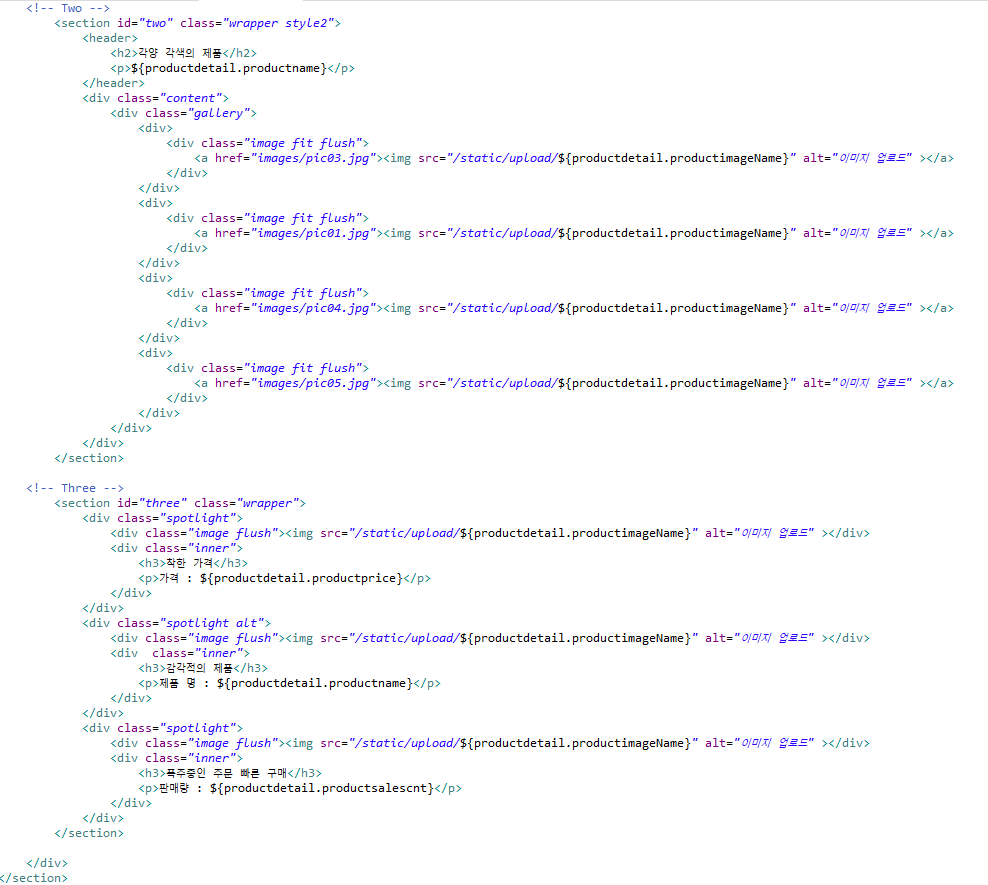 <!-- Two -->
<section id="two" class="wrapper style2">
<header>
<h2>각양 각색의 제품</h2>
<p>${productdetail.productname}</p>
</header>
<div class="content">
<div class="gallery">
<div>
<div class="image fit flush">
<a href="images/pic03.jpg"><img src="/static/upload/${productdetail.productimageName}" alt="이미지 업로드" ></a>
</div>
</div>
<div>
<div class="image fit flush">
<a href="images/pic01.jpg"><img src="/static/upload/${productdetail.productimageName}" alt="이미지 업로드" ></a>
</div>
</div>
<div>
<div class="image fit flush">
<a href="images/pic04.jpg"><img src="/static/upload/${productdetail.productimageName}" alt="이미지 업로드" ></a>
</div>
</div>
<div>
<div class="image fit flush">
<a href="images/pic05.jpg"><img src="/static/upload/${productdetail.productimageName}" alt="이미지 업로드" ></a>
</div>
</div>
</div>
</div>
</section>
<!-- Three -->
<section id="three" class="wrapper">
<div class="spotlight">
<div class="image flush"><img src="/static/upload/${productdetail.productimageName}" alt="이미지 업로드" ></div>
<div class="inner">
<h3>착한 가격</h3>
<p>가격 : ${productdetail.productprice}</p>
</div>
</div>
<div class="spotlight alt">
<div class="image flush"><img src="/static/upload/${productdetail.productimageName}" alt="이미지 업로드" ></div>
<div  class="inner">
<h3>감각적의 제품</h3>
<p>제품 명 : ${productdetail.productname}</p>
</div>
</div>
<div class="spotlight">
<div class="image flush"><img src="/static/upload/${productdetail.productimageName}" alt="이미지 업로드" ></div>
<div class="inner">
<h3>폭주중인 주문 빠른 구매</h3>
<p>판매량 : ${productdetail.productsalescnt}</p>
</div>
</div>
</section>
</div>
</section>